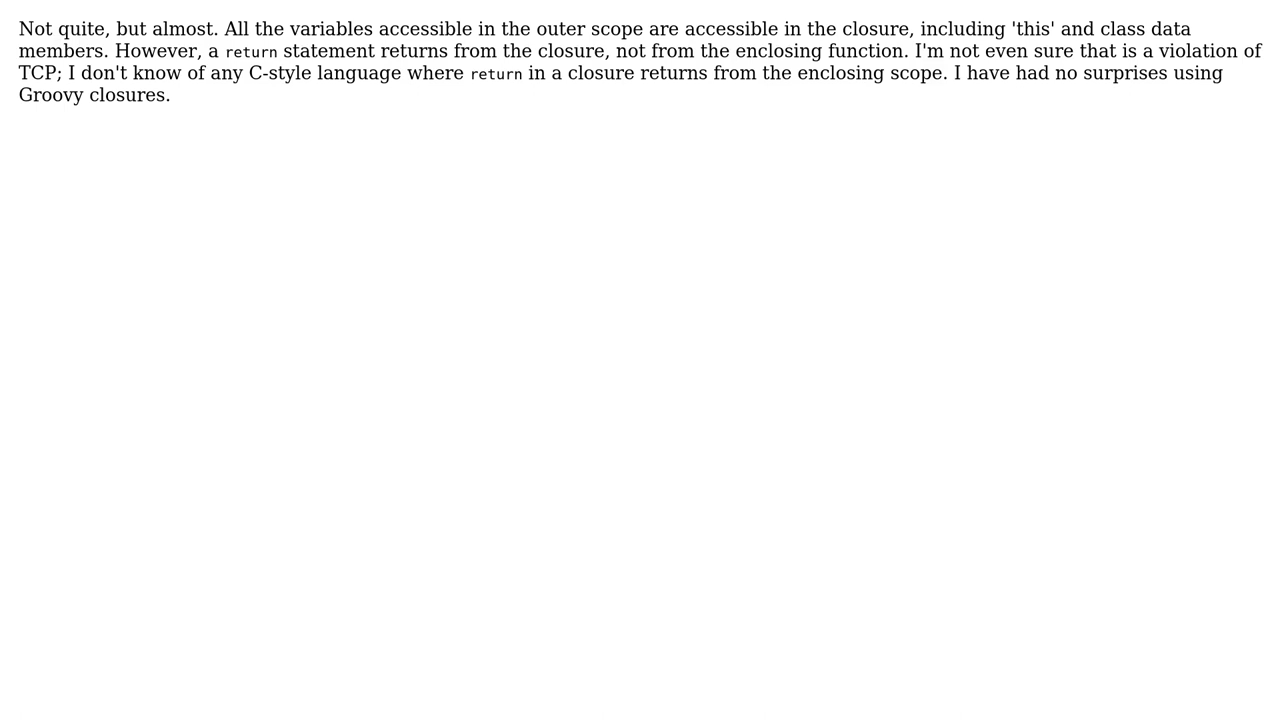 Not quite, but almost. All the variables accessible in the outer scope are accessible in the closure, including 'this' and class data
members. However, a return statement returns from the closure, not from the enclosing function. I'm not even sure that is a violation of
TCP; I don't know of any C-style language where return in a closure returns from the enclosing scope. I have had no surprises using
Groovy closures.